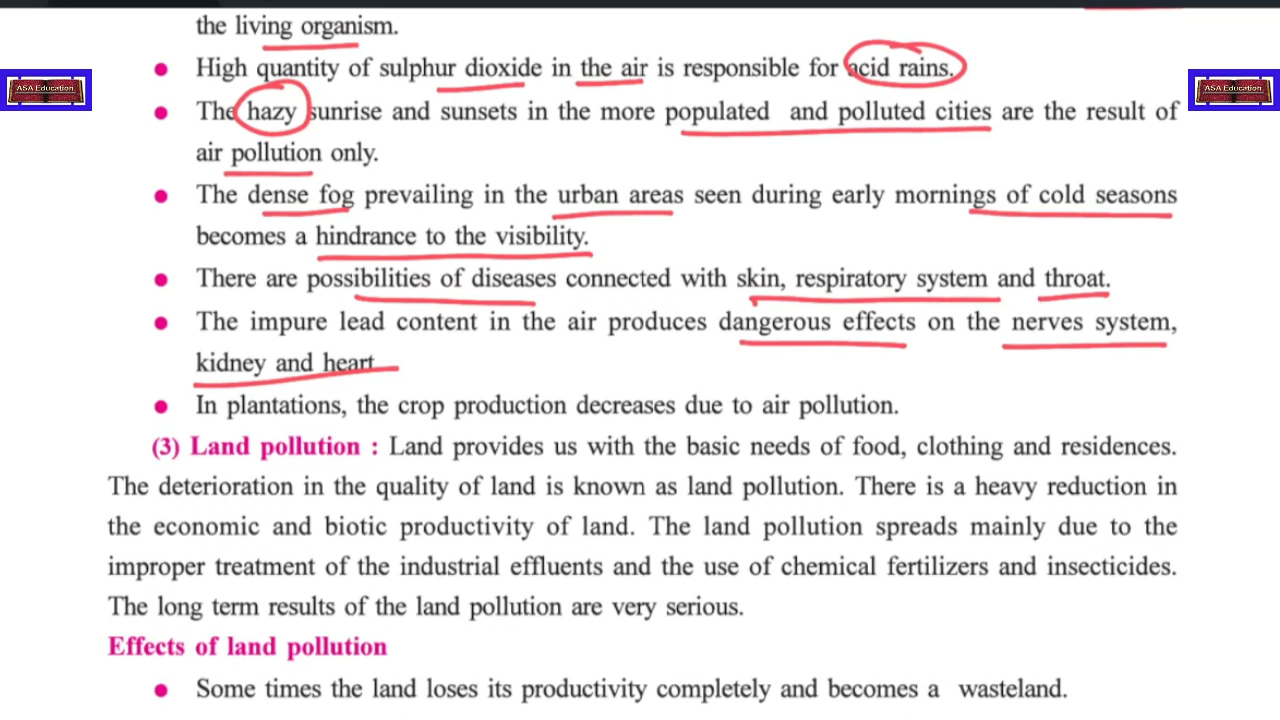 the living organism.
• High quantity of sulphur dioxide in the air is responsible for acid rains.
ASA Education
ASA Education
• The hazy sunrise and sunsets in the more populated and polluted cities are the result of
air pollution only.
• The dense fog prevailing in the urban areas seen during early mornings of cold seasons
becomes a hindrance to the visibility.
• There are possibilities of diseases connected with skin, respiratory system and throat.
• The impure lead content in the air produces dangerous effects on the nerves system,
kidney and heart
• In plantations, the crop production decreases due to air pollution.
(3) Land pollution : Land provides us with the basic needs of food, clothing and residences.
The deterioration in the quality of land is known as land pollution. There is a heavy reduction in
the economic and biotic productivity of land. The land pollution spreads mainly due to the
improper treatment of the industrial effluents and the use of chemical fertilizers and insecticides.
The long term results of the land pollution are very serious.
Effects of land pollution
• Some times the land loses its productivity completely and becomes a wasteland.